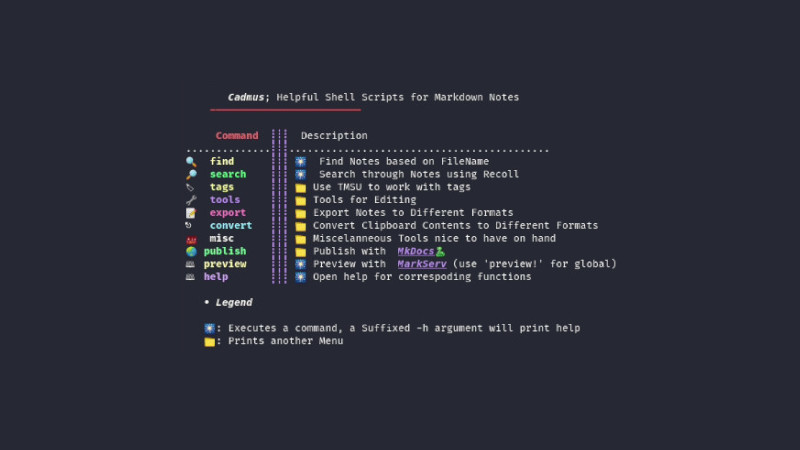 Cadmus; Helpful Shell Scripts for Markdown Notes
Command Description
find Find Notes based on FileName
search Search through Notes using Recoll
tags Use TMSU to work with tags
tools Tools for Editing
export Export Notes to Different Formats
convert Convert Clipboard Contents to Different Formats
misc Miscelanneous Tools nice to have on hand
publish Publish with MkDocs
preview Preview with MarkServ (use 'preview!' for global)
help Open help for correspoding functions
• Legend
: Executes a command, a Suffixed -h argument will print help
: Prints another Menu